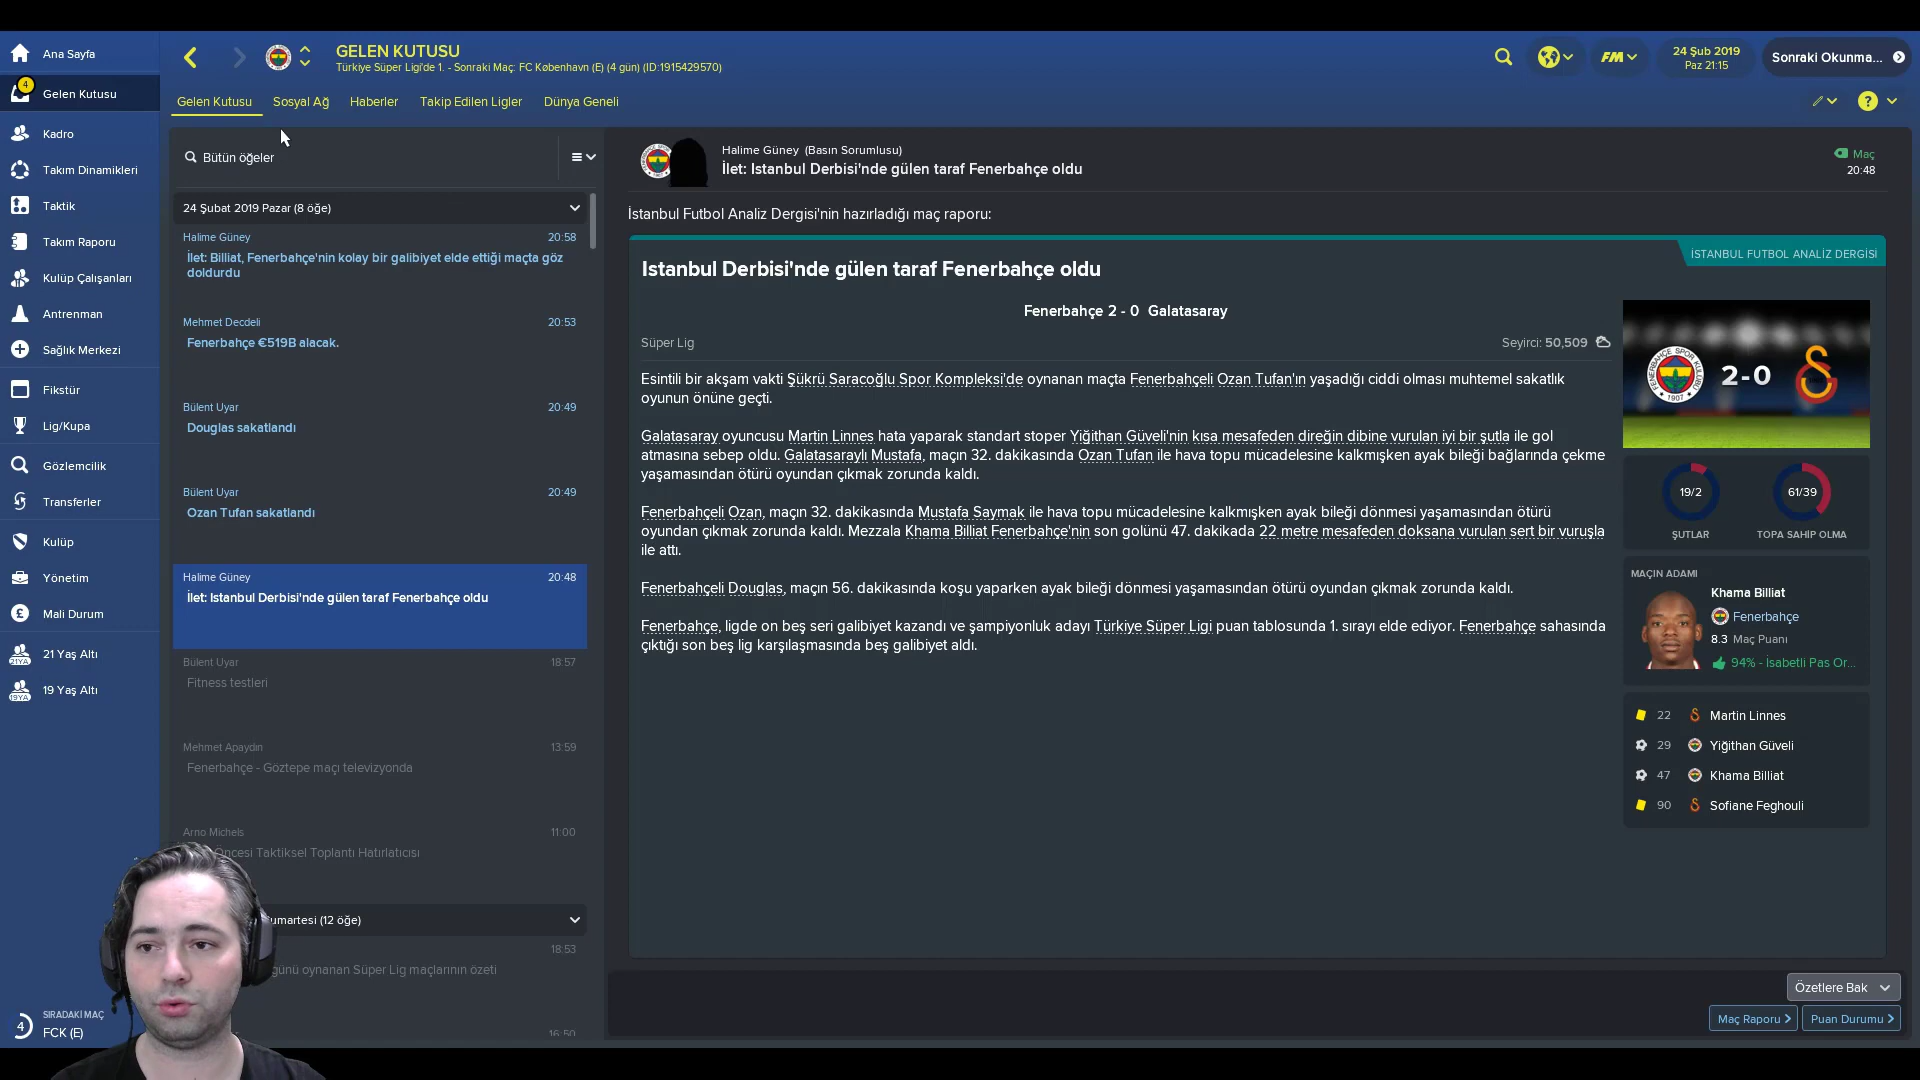 Ana Sayfa
4
Gelen Kutusu
Kadro
Takım Dinamikleri
Taktik
Takım Raporu
Kulüp Çalışanları
Antrenman
Sağlık Merkezi
Fikstür
Lig/Kupa
Gözlemcilik
Transferler
Kulüp
Yönetim
Mali Durum
21YA
21 Yaş Altı
19YA
19 Yaş Altı
4
SIRADAKİ MAÇ
FCK (E)
GELEN KUTUSU
Türkiye Süper Ligi'de 1. - Sonraki Maç: FC København (E) (4 gün) (ID:1915429570)
FM
24 Şub 2019
Paz 21:15
Sonraki Okunma...
Gelen Kutusu
Sosyal Ağ
Haberler
Takip Edilen Ligler
Dünya Geneli
?
Bütün öğeler
24 Şubat 2019 Pazar (8 öğe)
Halime Güney 20:58
İlet: Billiat, Fenerbahçe'nin kolay bir galibiyet elde ettiği maçta göz
doldurdu
Mehmet Decdeli 20:53
Fenerbahçe €519B alacak.
Bülent Uyar 20:49
Douglas sakatlandı
Bülent Uyar 20:49
Ozan Tufan sakatlandı
Halime Güney 20:48
İlet: Istanbul Derbisi'nde gülen taraf Fenerbahçe oldu
Bülent Uyar 18:57
Fitness testleri
Mehmet Apaydın 13:59
Fenerbahçe - Göztepe maçı televizyonda
Arno Michels 11:00
Öncesi Taktiksel Toplantı Hatırlatıcısı
umartesi (12 öğe)
18:53
günü oynanan Süper Lig maçlarının özeti
16:50
Halime Güney (Basın Sorumlusu)
İlet: Istanbul Derbisi'nde gülen taraf Fenerbahçe oldu
Maç
20:48
İstanbul Futbol Analiz Dergisi'nin hazırladığı maç raporu:
İSTANBUL FUTBOL ANALİZ DERGİSİ
Istanbul Derbisi'nde gülen taraf Fenerbahçe oldu
Fenerbahçe 2 - 0 Galatasaray
Süper Lig
Seyirci: 50,509
Esintili bir akşam vakti Şükrü Saracoğlu Spor Kompleksi'de oynanan maçta Fenerbahçeli Ozan Tufan'ın yaşadığı ciddi olması muhtemel sakatlık
oyunun önüne geçti.
Galatasaray oyuncusu Martin Linnes hata yaparak standart stoper Yiğithan Güveli'nin kısa mesafeden direğin dibine vurulan iyi bir şutla ile gol
atmasına sebep oldu. Galatasaraylı Mustafa, maçın 32. dakikasında Ozan Tufan ile hava topu mücadelesine kalkmışken ayak bileği bağlarında çekme
yaşamasından ötürü oyundan çıkmak zorunda kaldı.
Fenerbahçeli Ozan, maçın 32. dakikasında Mustafa Saymak ile hava topu mücadelesine kalkmışken ayak bileği dönmesi yaşamasından ötürü
oyundan çıkmak zorunda kaldı. Mezzala Khama Billiat Fenerbahçe'nin son golünü 47. dakikada 22 metre mesafeden doksana vurulan sert bir vuruşla
ile attı.
Fenerbahçeli Douglas, maçın 56. dakikasında koşu yaparken ayak bileği dönmesi yaşamasından ötürü oyundan çıkmak zorunda kaldı.
Fenerbahçe, ligde on beş seri galibiyet kazandı ve şampiyonluk adayı Türkiye Süper Ligi puan tablosunda 1. sırayı elde ediyor. Fenerbahçe sahasında
çıktığı son beş lig karşılaşmasında beş galibiyet aldı.
2-0
19/2
ŞUTLAR
61/39
TOPA SAHİP OLMA
MAÇIN ADAMI
Khama Billiat
Fenerbahçe
8.3 Maç Puanı
94% - İsabetli Pas Or...
22 Martin Linnes
29 Yiğithan Güveli
47 Khama Billiat
90 Sofiane Feghouli
Özetlere Bak
Maç Raporu
Puan Durumu